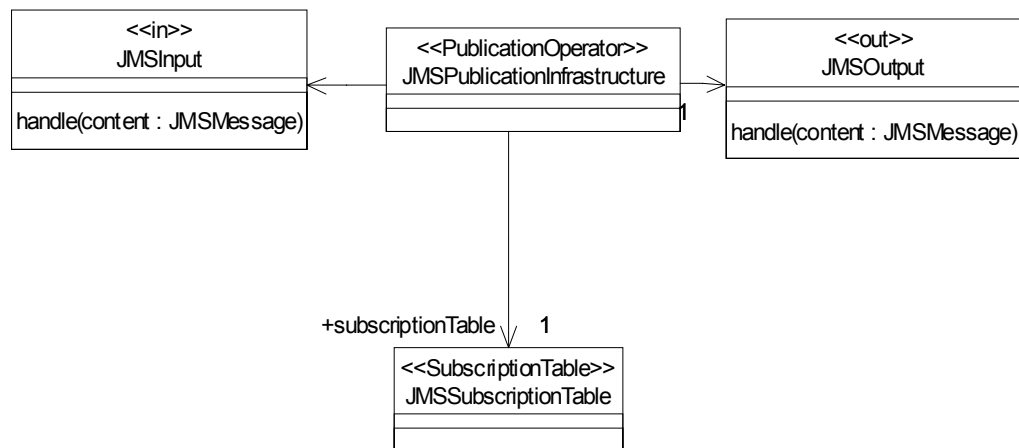 <<in>>
JMSInput
handle(content : JMSMessage)
<<PublicationOperator>>
JMSPublicationInfrastructure
1
<<out>>
JMSOutput
handle(content : JMSMessage)
+subscriptionTable 1
<<SubscriptionTable>>
JMSSubscriptionTable